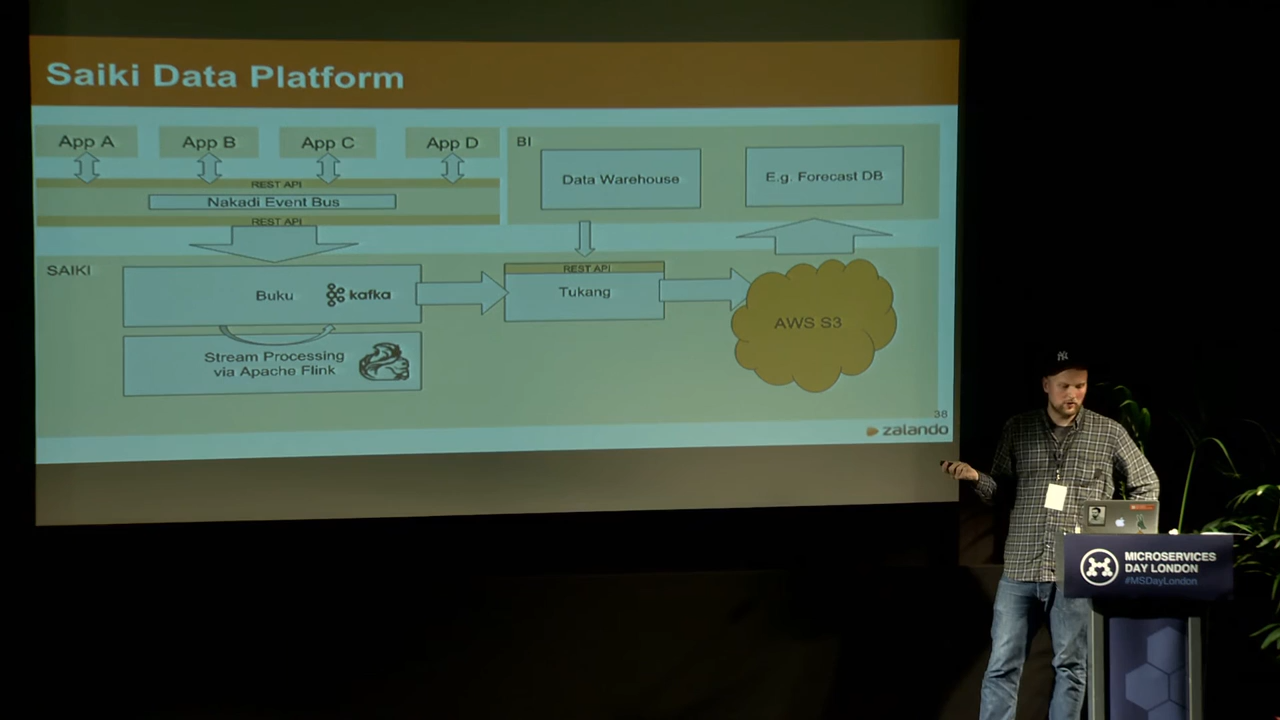 Saiki Data Platform
App A
App B
App C
App D
REST API
Nakadi Event Bus
REST API
BI
Data Warehouse
E.g. Forecast DB
SAIKI
Buku
kafka
REST API
Tukang
AWS S3
Stream Processing
via Apache Flink
38
zalando
MICROSERVICES
DAY LONDON
#MSDayLondon